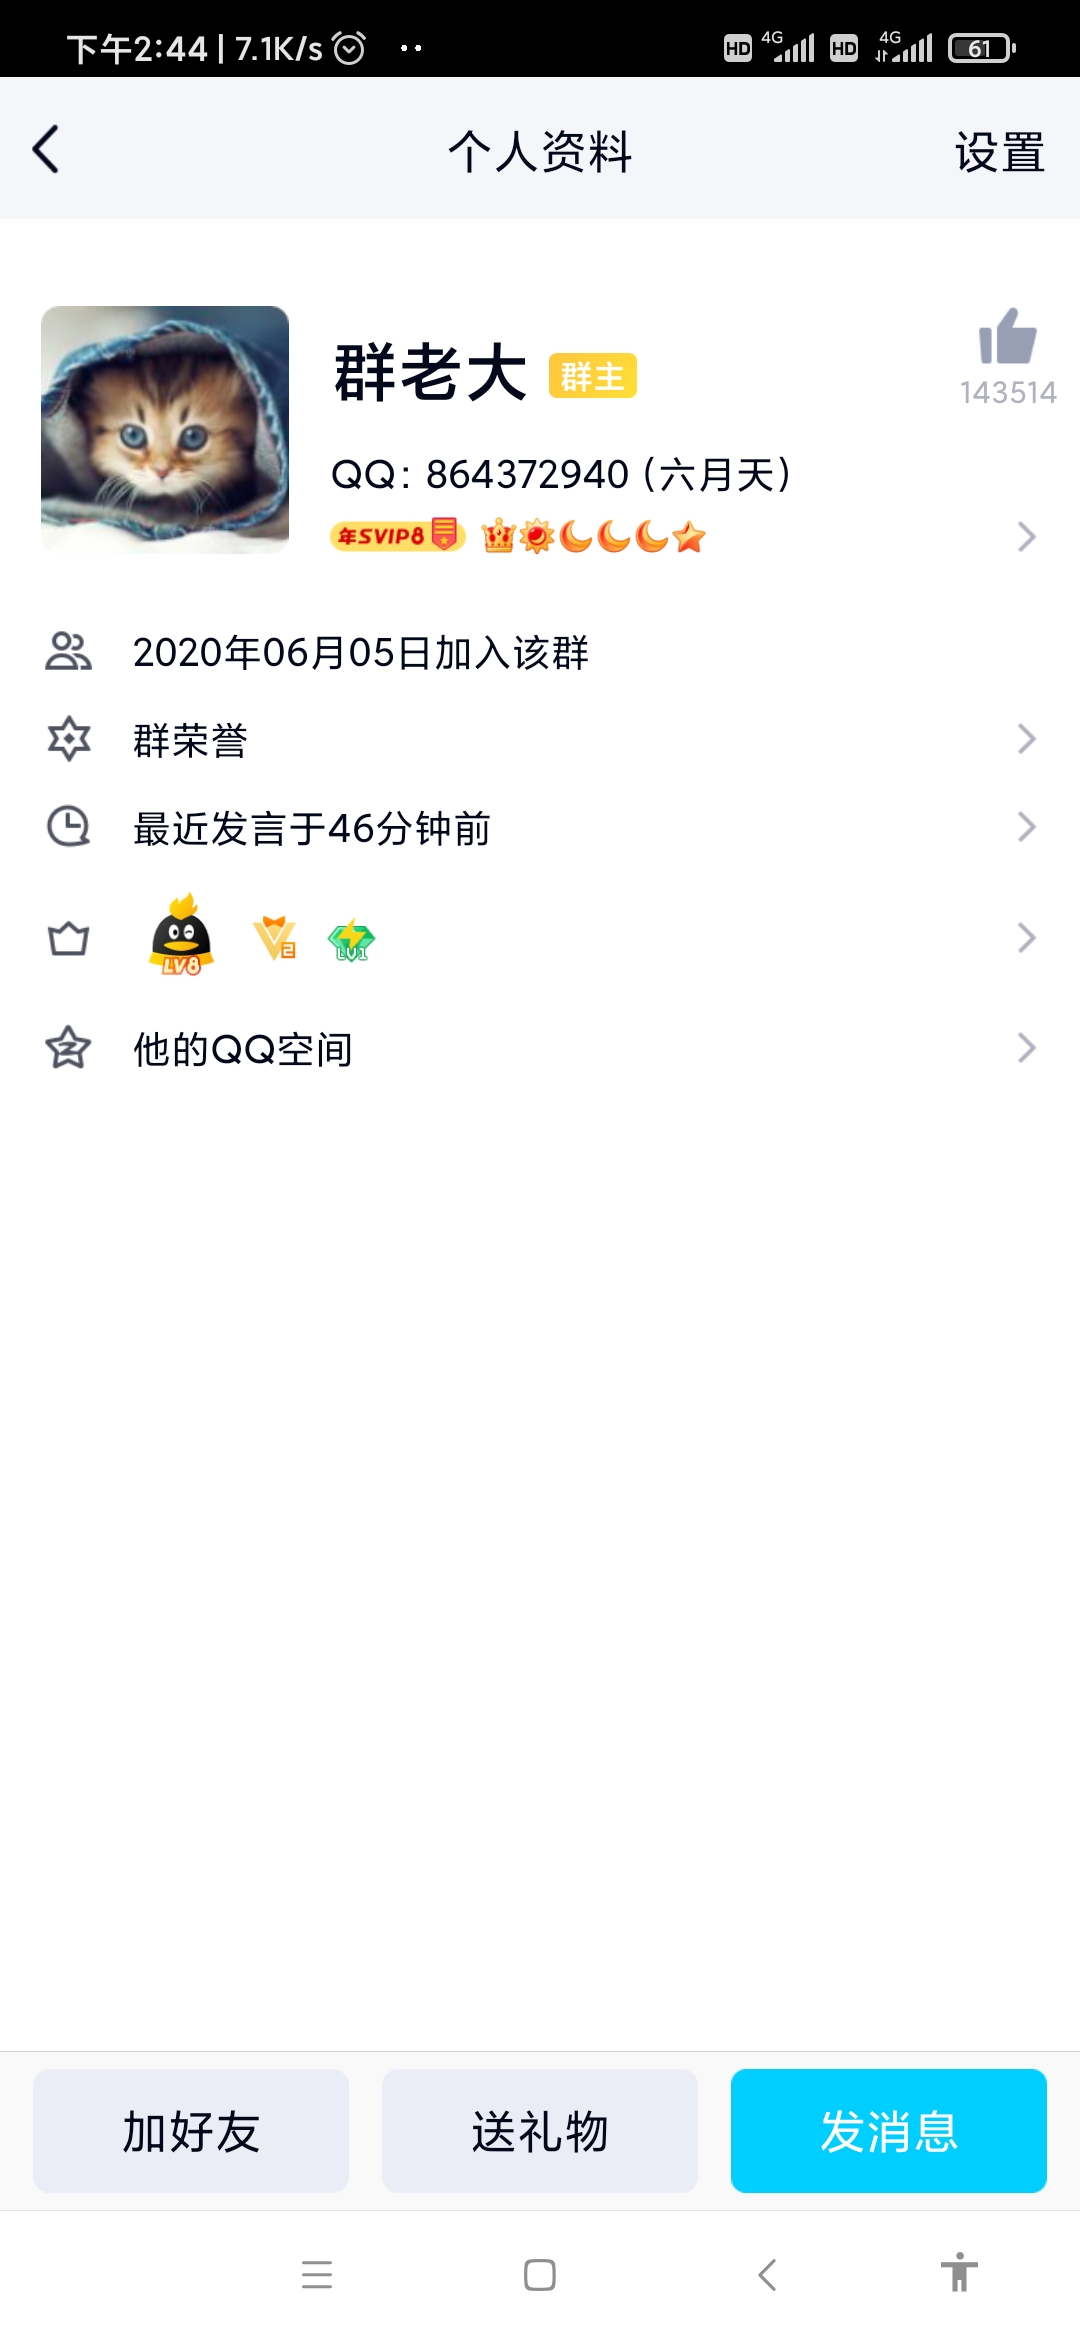 下午2:44 | 7.1K/s
HD 4G HD 4G 61
个人资料
设置
群老大 群主
143514
QQ: 864372940 (六月天)
年SVIP8
2020年06月05日加入该群
群荣誉
最近发言于46分钟前
LV8 2 LV1
他的QQ空间
加好友
送礼物
发消息